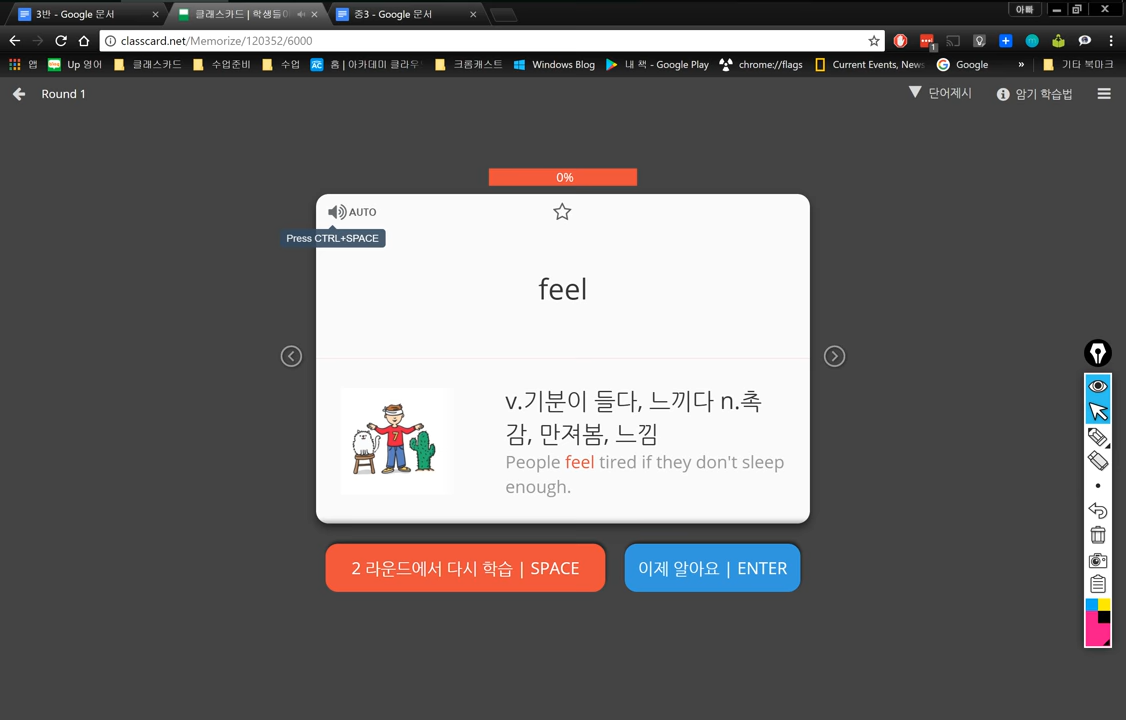 3반 - Google 문서
클래스카드 | 학생들이
중3 - Google 문서
아빠
classcard.net/Memorize/120352/6000
1
앱
Up 영어
클래스카드
수업준비
수업
홈 | 아카데미 클라우
크롬캐스트
Windows Blog
내 책 - Google Play
chrome://flags
Current Events, News
Google
»
기타 북마크
Round 1
단어제시
암기 학습법
0%
AUTO
Press CTRL+SPACE
feel
v.기분이 들다, 느끼다 n.촉
감, 만져봄, 느낌
People feel tired if they don't sleep
enough.
7
2 라운드에서 다시 학습 | SPACE
이제 알아요 | ENTER